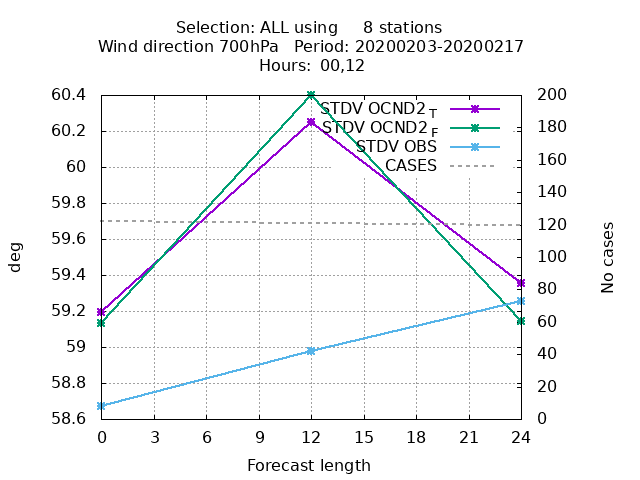 Selection: ALL using 8 stations
Wind direction 700hPa Period: 20200203-20200217
Hours: 00,12
STDV OCND2 T
STDV OCND2 F
STDV OBS
CASES
60.4
60.2
60
59.8
59.6
59.4
59.2
59
58.8
58.6
deg
200
180
160
140
120
100
80
60
40
20
0
No cases
0 3 6 9 12 15 18 21 24
Forecast length